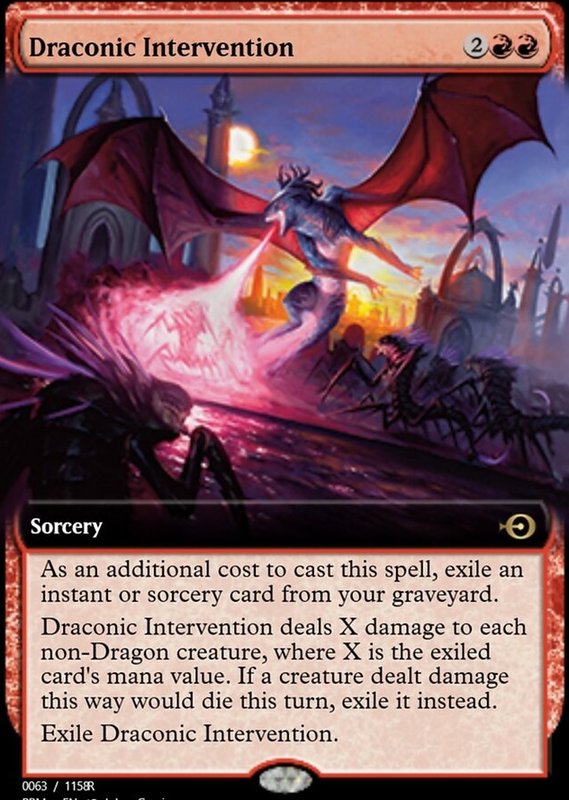 Draconic Intervention 2
Sorcery
As an additional cost to cast this spell, exile an
instant or sorcery card from your graveyard.
Draconic Intervention deals X damage to each
non-Dragon creature, where X is the exiled
card's mana value. If a creature dealt damage
this way would die this turn, exile it instead.
Exile Draconic Intervention.
0063 / 1158R